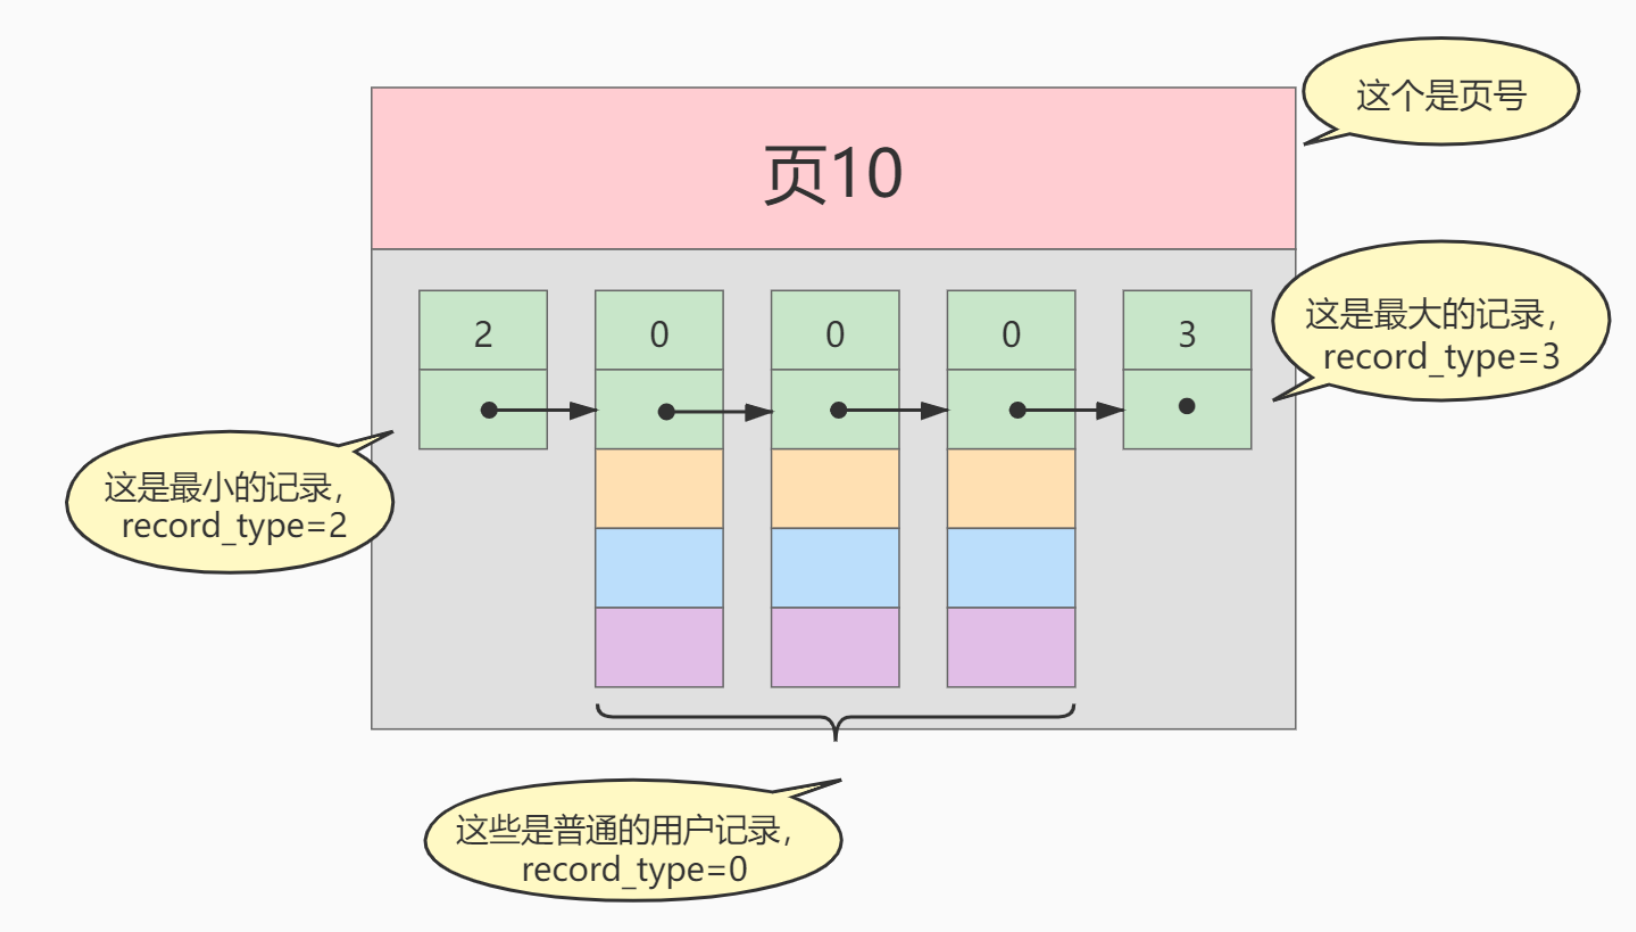 这个是页号
页10
2 0 0 0 3
这是最大的记录,
record_type=3
这是最小的记录,
record_type=2
这些是普通的用户记录,
record_type=0